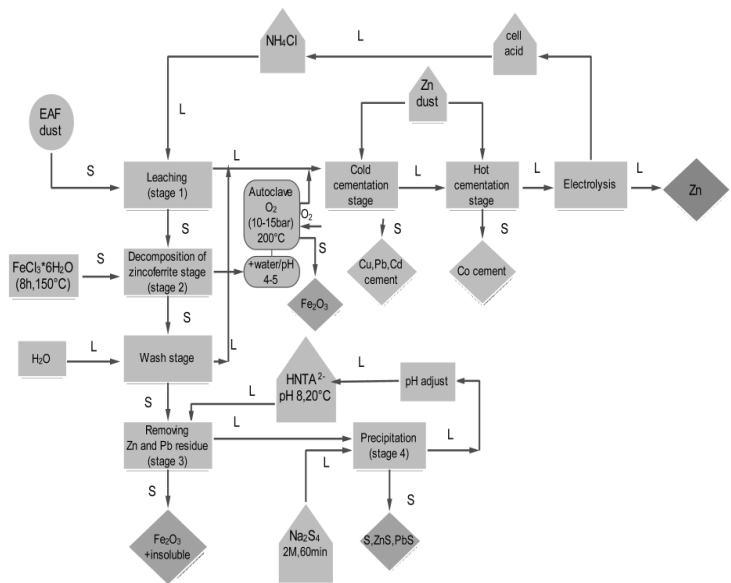 NH₄Cl
L
cell
acid
Zn
dust
EAF
dust
L
S
Leaching
(stage 1)
L
Autoclave
O₂
(10-15bar)
200°C
O₂
Cold
cementation
stage
L
Hot
cementation
stage
L
Electrolysis
L
Zn
S
S
S
S
FeCl₃*6H₂O
(8h,150°C)
S
Decomposition of
zincoferrite stage
(stage 2)
+water/pH
4-5
Fe₂O₃
Cu,Pb,Cd
cement
Co cement
S
H₂O
L
Wash stage
L
HNTA²⁻
pH 8,20°C
L
pH adjust
S
L
Removing
Zn and Pb residue
(stage 3)
L
Precipitation
(stage 4)
L
L
S
S
Fe₂O₃
+insoluble
Na₂S₄
2M,60min
S,ZnS,PbS